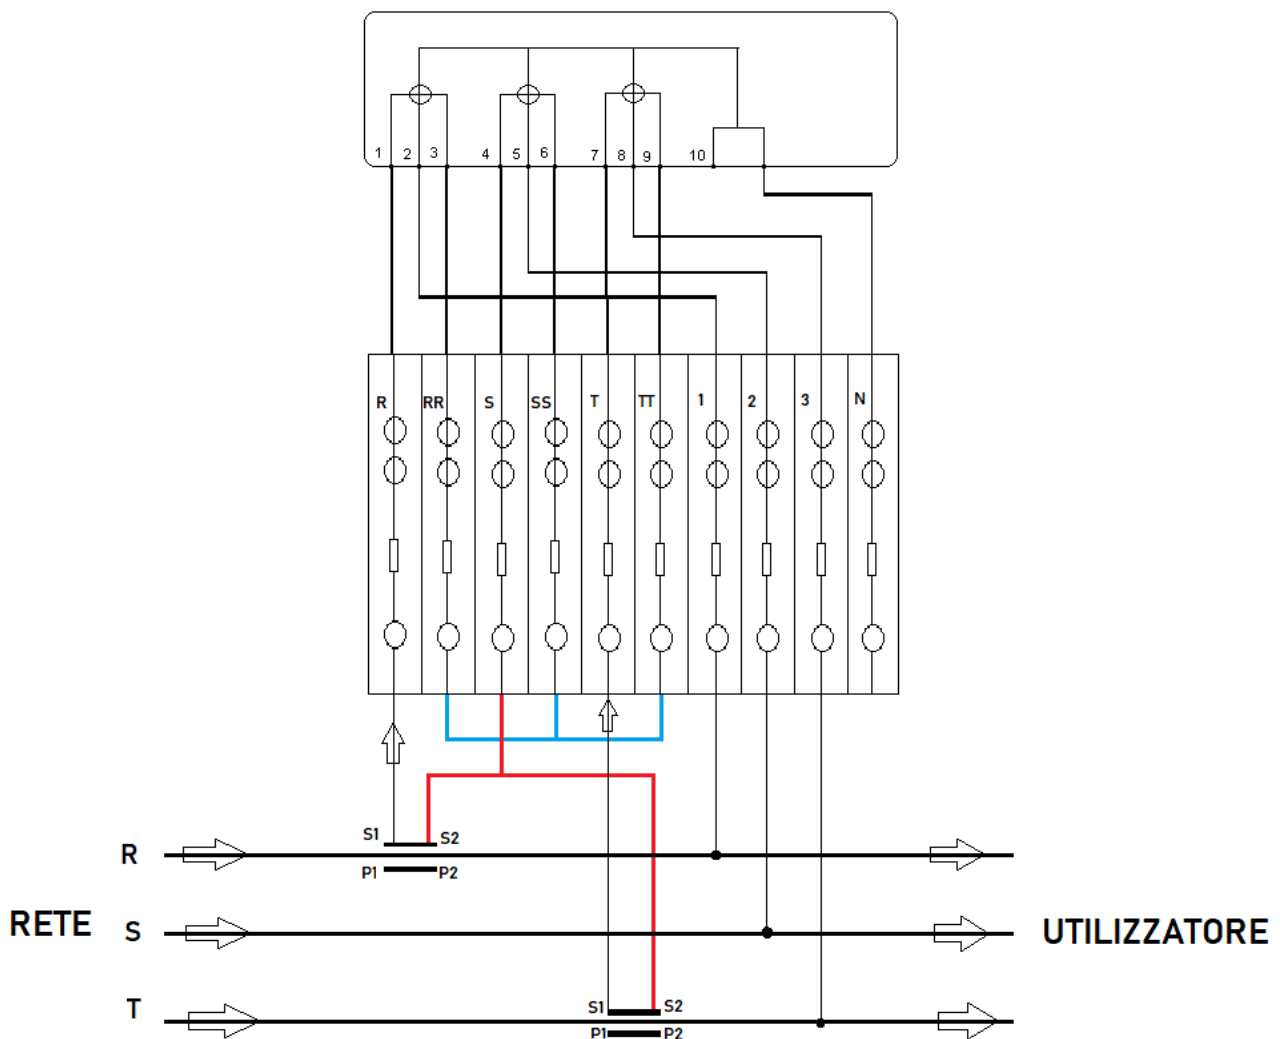 1 2 3 4 5 6 7 8 9 10
R RR S SS T TT 1 2 3 N
S1 S2
R
P1 P2
RETE S UTILIZZATORE
S1 S2
T
P1 P2